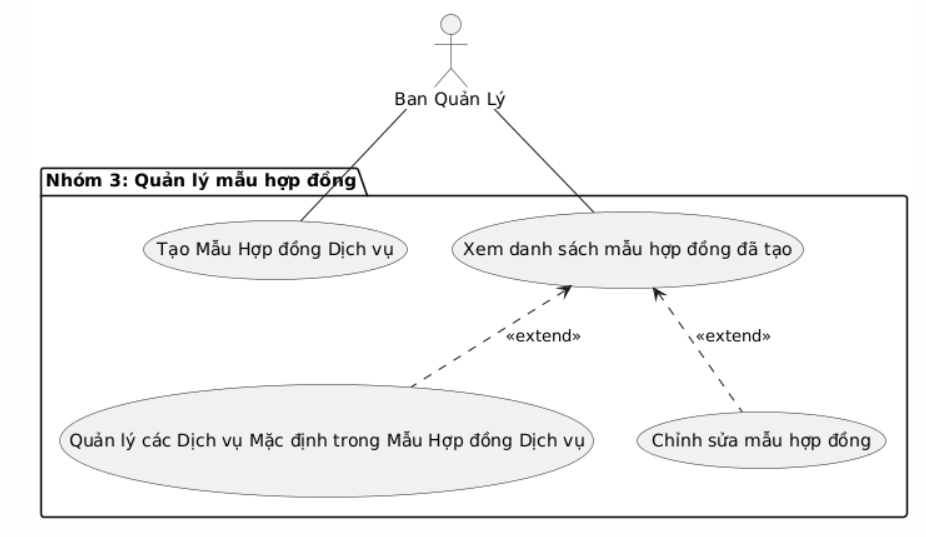 Ban Quản Lý
Nhóm 3: Quản lý mẫu hợp đồng
Tạo Mẫu Hợp đồng Dịch vụ
Xem danh sách mẫu hợp đồng đã tạo
«extend»
«extend»
Quản lý các Dịch vụ Mặc định trong Mẫu Hợp đồng Dịch vụ
Chỉnh sửa mẫu hợp đồng